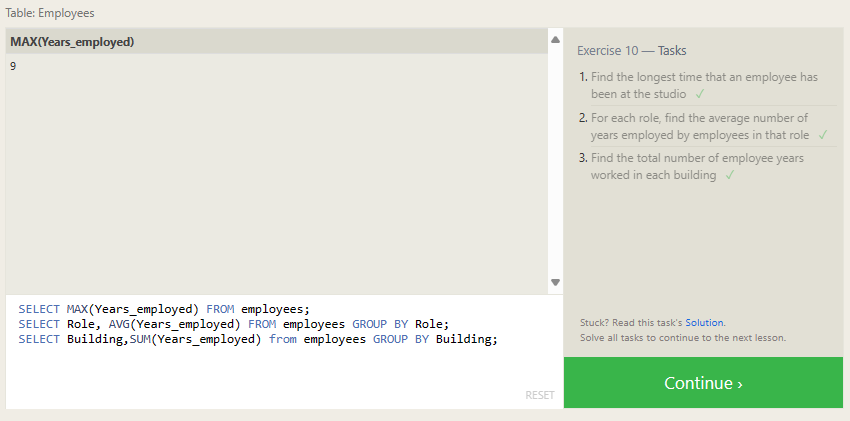 Table: Employees
MAX(Years_employed)
9
SELECT MAX(Years_employed) FROM employees;
SELECT Role, AVG(Years_employed) FROM employees GROUP BY Role;
SELECT Building,SUM(Years_employed) from employees GROUP BY Building;
RESET
Exercise 10 — Tasks
1. Find the longest time that an employee has
been at the studio ✓
2. For each role, find the average number of
years employed by employees in that role ✓
3. Find the total number of employee years
worked in each building ✓
Stuck? Read this task's Solution.
Solve all tasks to continue to the next lesson.
Continue ›